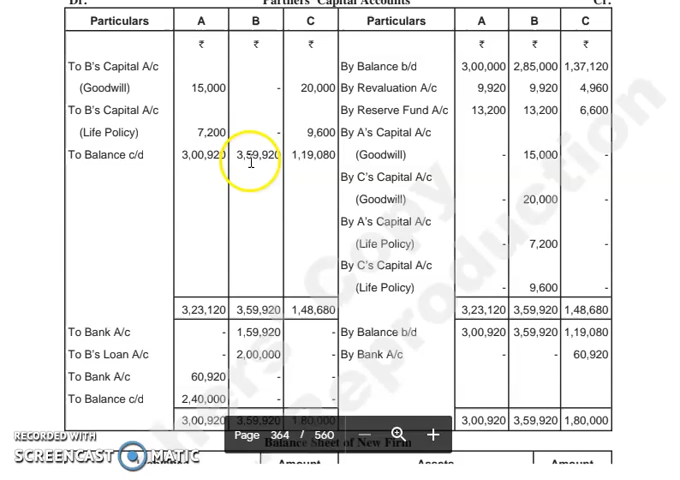 Dr. Partners' Capital Accounts Cr.
Particulars A B C Particulars A B C
₹ ₹ ₹ ₹ ₹ ₹
To B's Capital A/c By Balance b/d 3,00,000 2,85,000 1,37,120
(Goodwill) 15,000 - 20,000 By Revaluation A/c 9,920 9,920 4,960
To B's Capital A/c By Reserve Fund A/c 13,200 13,200 6,600
(Life Policy) 7,200 - 9,600 By A's Capital A/c
To Balance c/d 3,00,920 3,59,920 1,19,080 (Goodwill) - 15,000 -
By C's Capital A/c
(Goodwill) - 20,000 -
By A's Capital A/c
(Life Policy) - 7,200 -
By C's Capital A/c
(Life Policy) - 9,600 -
3,23,120 3,59,920 1,48,680 3,23,120 3,59,920 1,48,680
To Bank A/c - 1,59,920 - By Balance b/d 3,00,920 3,59,920 1,19,080
To B's Loan A/c - 2,00,000 - By Bank A/c - - 60,920
To Bank A/c 60,920 - -
To Balance c/d 2,40,000 -
3,00,920 3,59,920 1,80,000 3,00,920 3,59,920 1,80,000
Page 364 / 560
RECORDED WITH
SCREENCAST MATIC
Balance Sheet of New Firm
Liabilities Amount Assets Amount
Copy
Reproduction